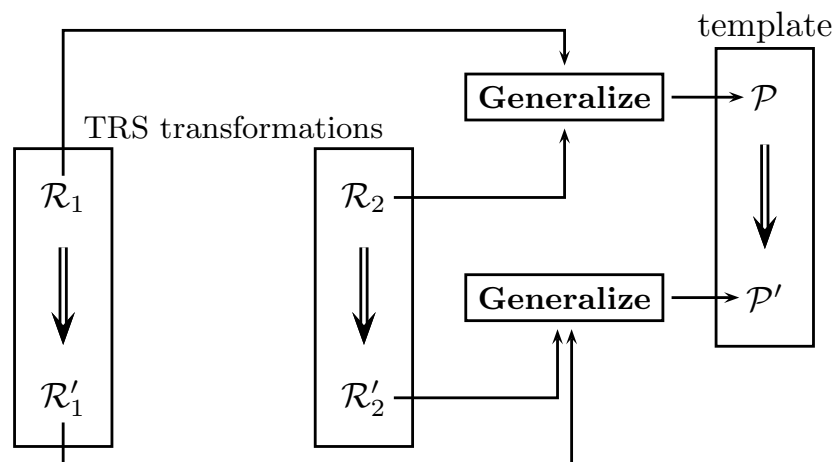 template
Generalize
𝒫
TRS transformations
ℛ₁
ℛ₂
Generalize
𝒫′
ℛ′₁
ℛ′₂